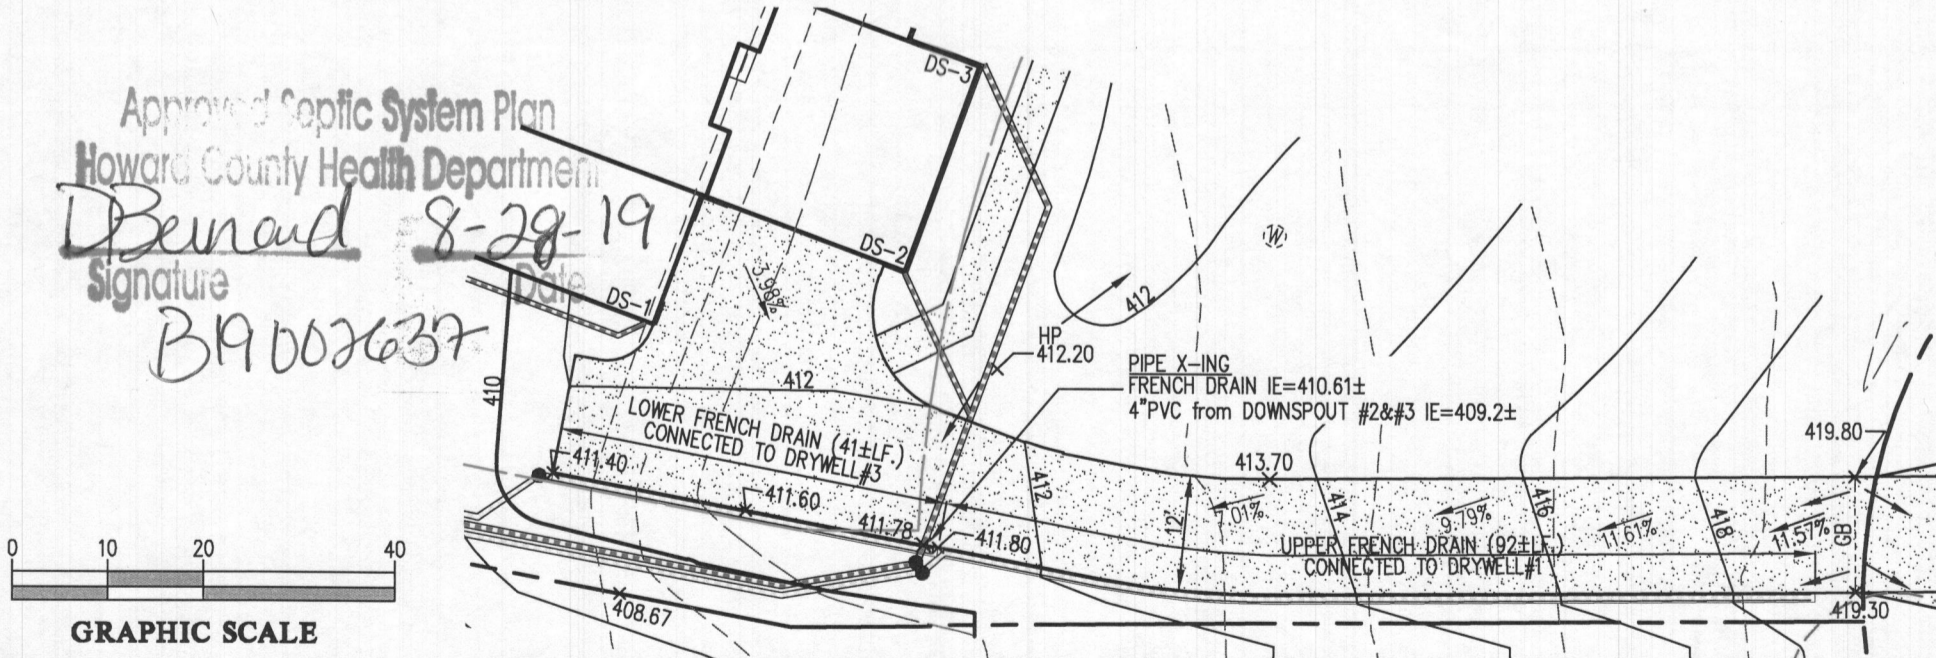 Approved Septic System Plan
Howard County Health Department
DBernard 8-28-19
Signature Date
B19002637
DS-3
DS-2
DS-1
3.98%
W
412
HP
412.20
PIPE X-ING
FRENCH DRAIN IE=410.61±
4"PVC from DOWNSPOUT #2&#3 IE=409.2±
410
412
LOWER FRENCH DRAIN (41±LF.)
CONNECTED TO DRYWELL#3
411.40
411.60
411.78
411.80
412
12'
413.70
7.01%
414
9.79%
416
11.61%
418
11.57%
GB
419.80
419.30
UPPER FRENCH DRAIN (92±LF.)
CONNECTED TO DRYWELL#1
408.67
0 10 20 40
GRAPHIC SCALE